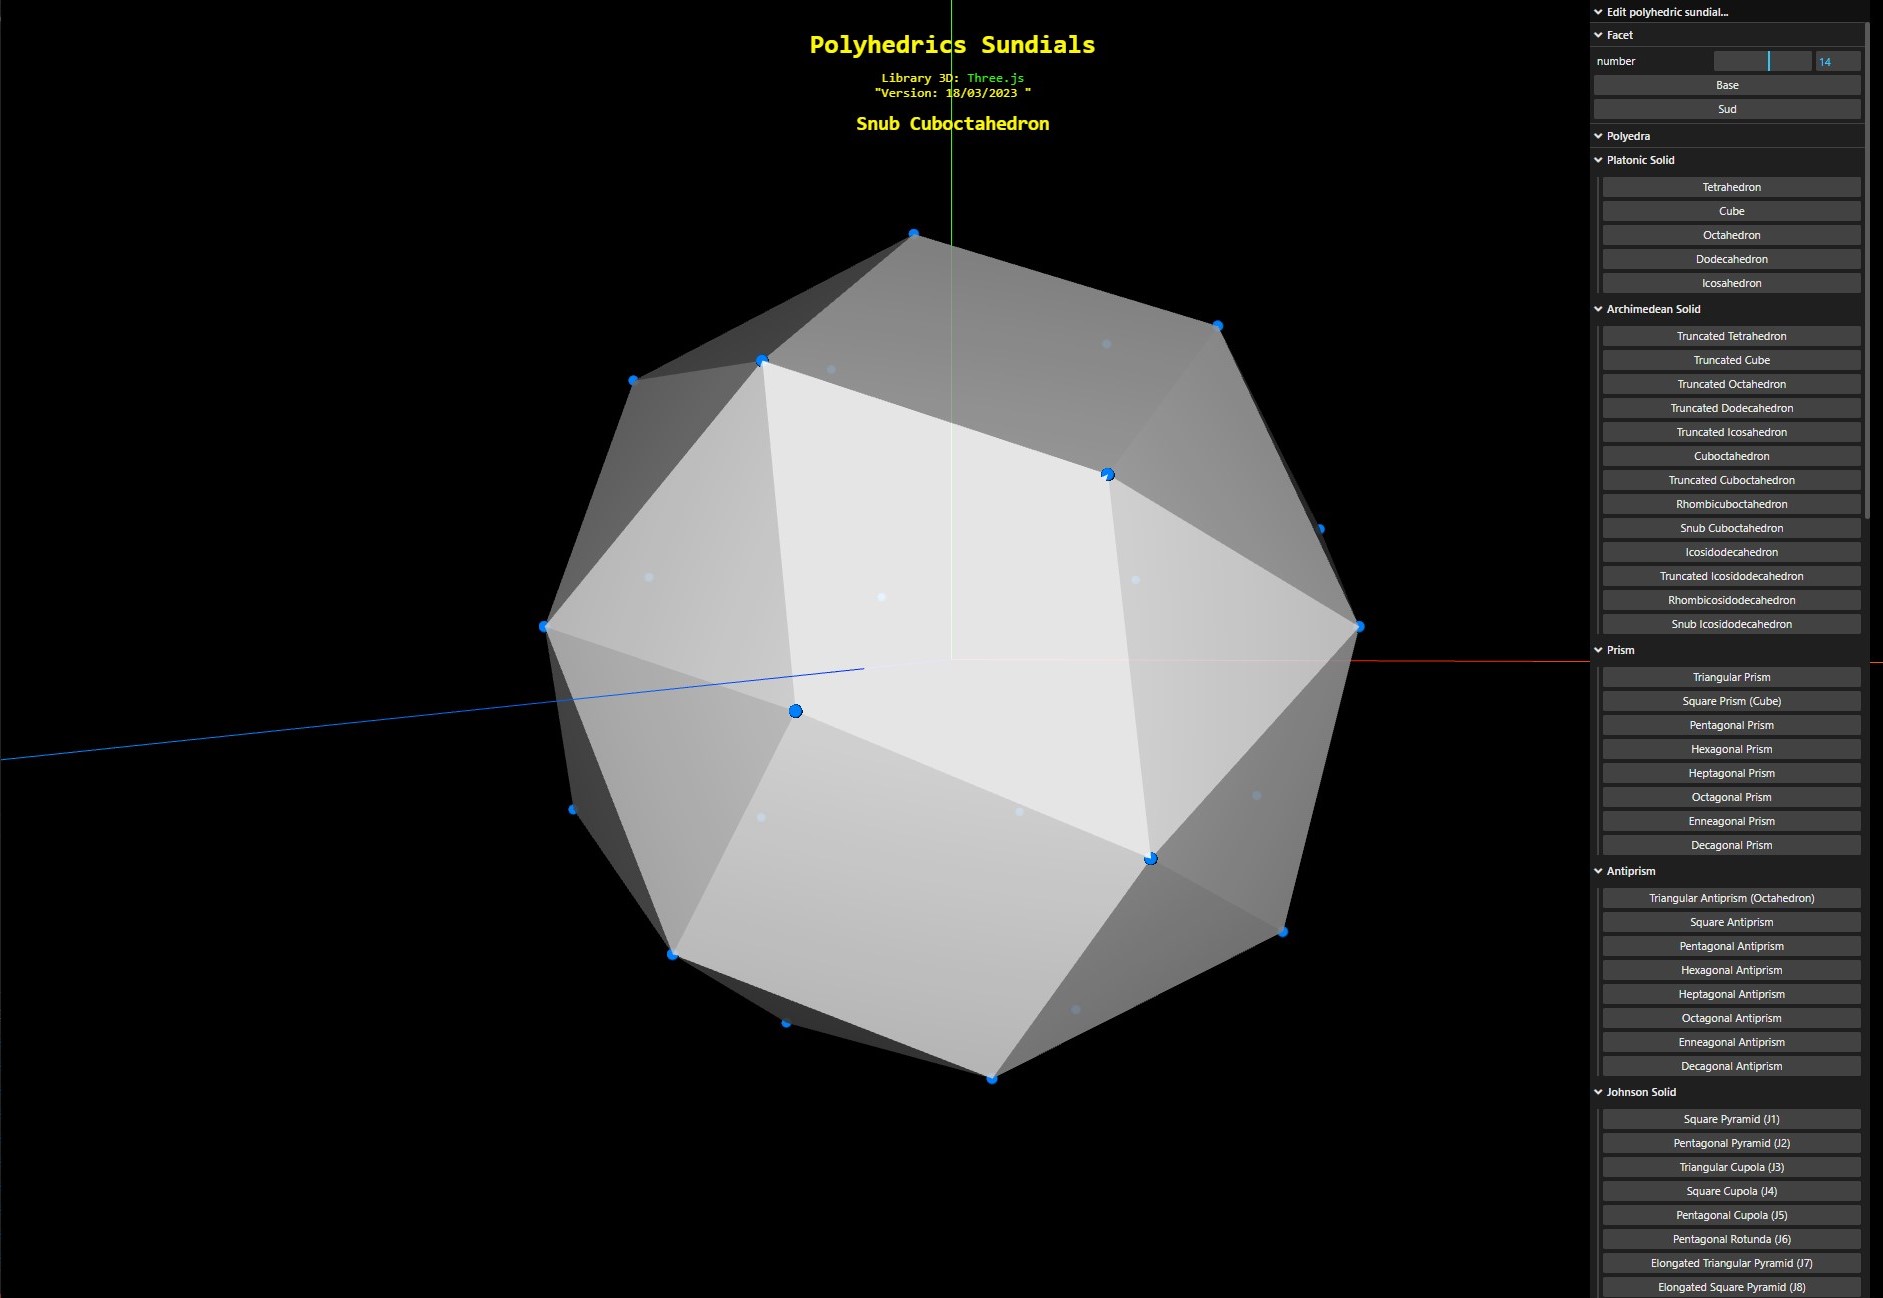 Polyhedrics Sundials
Library 3D: Three.js
"Version: 18/03/2023 "
Snub Cuboctahedron
Edit polyhedric sundial...
Facet
number 14
Base
Sud
Polyedra
Platonic Solid
Tetrahedron
Cube
Octahedron
Dodecahedron
Icosahedron
Archimedean Solid
Truncated Tetrahedron
Truncated Cube
Truncated Octahedron
Truncated Dodecahedron
Truncated Icosahedron
Cuboctahedron
Truncated Cuboctahedron
Rhombicuboctahedron
Snub Cuboctahedron
Icosidodecahedron
Truncated Icosidodecahedron
Rhombicosidodecahedron
Snub Icosidodecahedron
Prism
Triangular Prism
Square Prism (Cube)
Pentagonal Prism
Hexagonal Prism
Heptagonal Prism
Octagonal Prism
Enneagonal Prism
Decagonal Prism
Antiprism
Triangular Antiprism (Octahedron)
Square Antiprism
Pentagonal Antiprism
Hexagonal Antiprism
Heptagonal Antiprism
Octagonal Antiprism
Enneagonal Antiprism
Decagonal Antiprism
Johnson Solid
Square Pyramid (J1)
Pentagonal Pyramid (J2)
Triangular Cupola (J3)
Square Cupola (J4)
Pentagonal Cupola (J5)
Pentagonal Rotunda (J6)
Elongated Triangular Pyramid (J7)
Elongated Square Pyramid (J8)